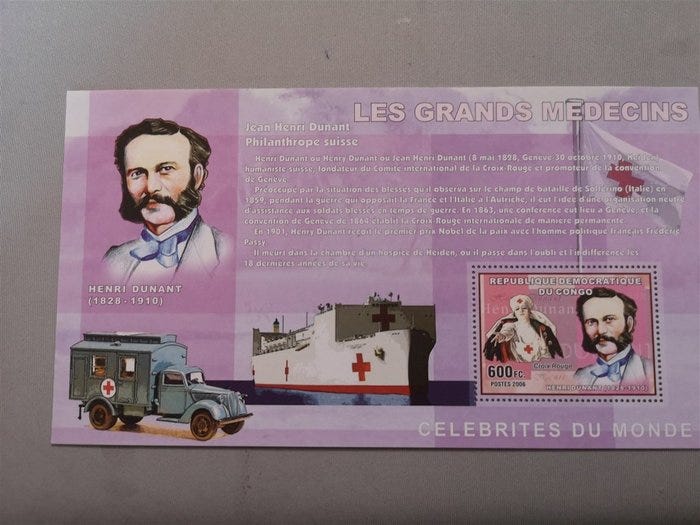 LES GRANDS MEDECINS
Jean Henri Dunant
Philanthrope suisse
Henri Dunant ou Henry Dunant ou Jean Henri Dunant (8 mai 1898, Genève 30 octobre 1910, Heiden),
humaniste suisse, fondateur du Comité international de la Croix-Rouge et promoteur de la convention
de Genève
Préoccupé par la situation des blessés qu'il observa sur le champ de bataille de Solferino (Italie) en
1859, pendant la guerre qui opposait la France et l'Italie à l'Autriche, il eut l'idée d'une organisation neutre
d'assistance aux soldats blessés en temps de guerre. En 1863, une conférence eut lieu à Genève, et la
convention de Genève de 1864 établit la Croix Rouge internationale de manière permanente
En 1901, Henry Dunant reçoit le premier prix Nobel de la paix avec l'homme politique français Frédéric
Passy
Il meurt dans la chambre d'un hospice de Heiden, ou il passe dans l'oubli et l'indifférence les
18 dernières années de sa vie
HENRI DUNANT
(1828 - 1910)
REPUBLIQUE DEMOCRATIQUE
DU CONGO
Croix Rouge
600FC.
POSTES 2006
HENRI DUNANT (1828-1910)
CELEBRITES DU MONDE